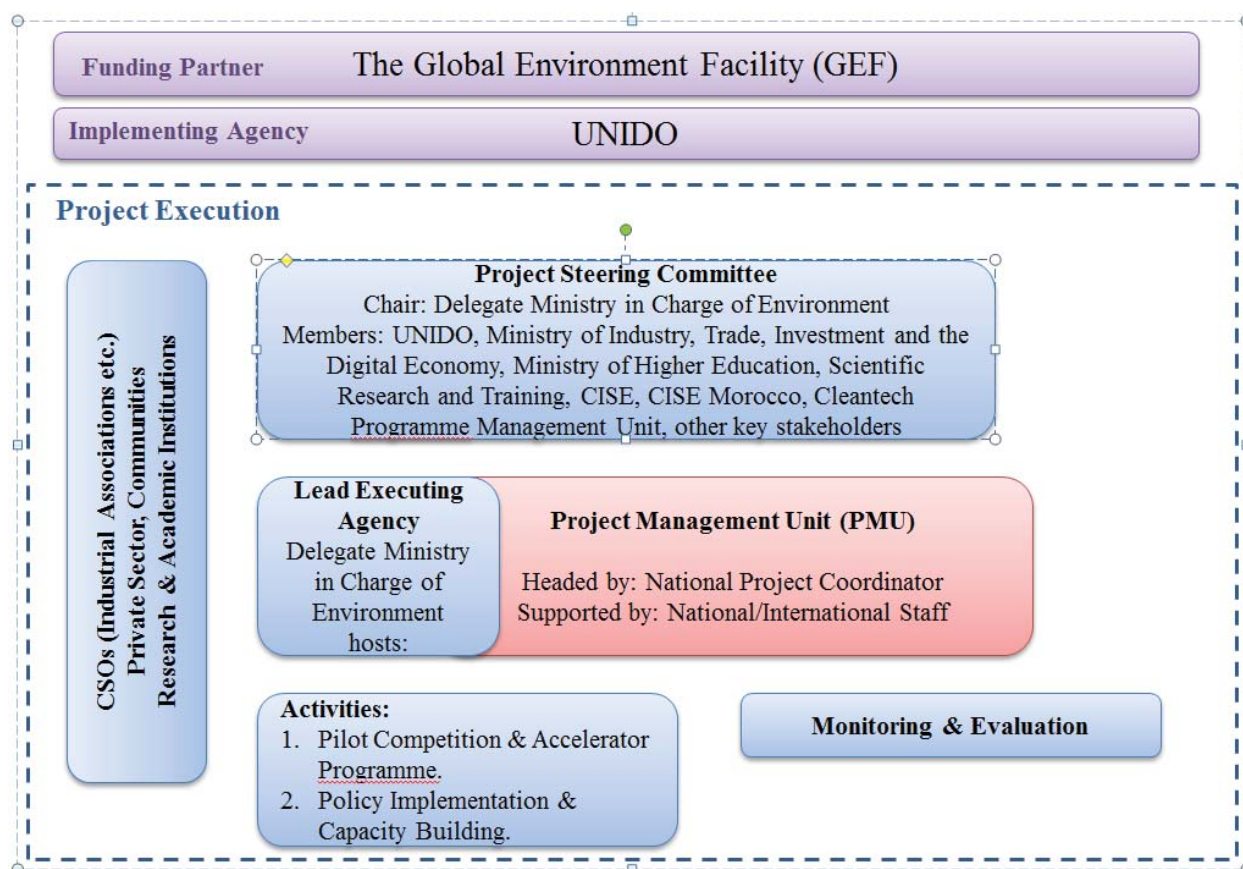 Funding Partner The Global Environment Facility (GEF)
Implementing Agency UNIDO
Project Execution
CSOs (Industrial Associations etc.)
Private Sector, Communities
Research & Academic Institutions
Project Steering Committee
Chair: Delegate Ministry in Charge of Environment
Members: UNIDO, Ministry of Industry, Trade, Investment and the
Digital Economy, Ministry of Higher Education, Scientific
Research and Training, CISE, CISE Morocco, Cleantech
Programme Management Unit, other key stakeholders
Lead Executing
Agency
Delegate Ministry
in Charge of
Environment
hosts:
Project Management Unit (PMU)
Headed by: National Project Coordinator
Supported by: National/International Staff
Activities:
1. Pilot Competition & Accelerator
Programme.
2. Policy Implementation &
Capacity Building.
Monitoring & Evaluation